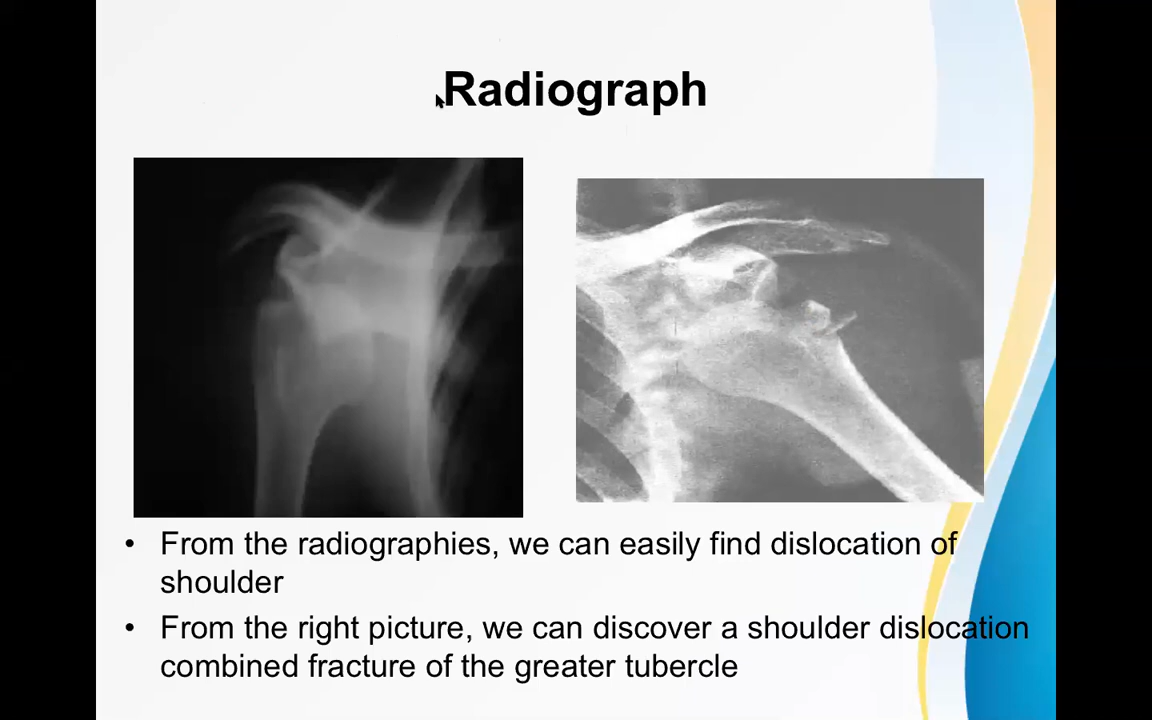 Radiograph
• From the radiographies, we can easily find dislocation of
shoulder
• From the right picture, we can discover a shoulder dislocation
combined fracture of the greater tubercle